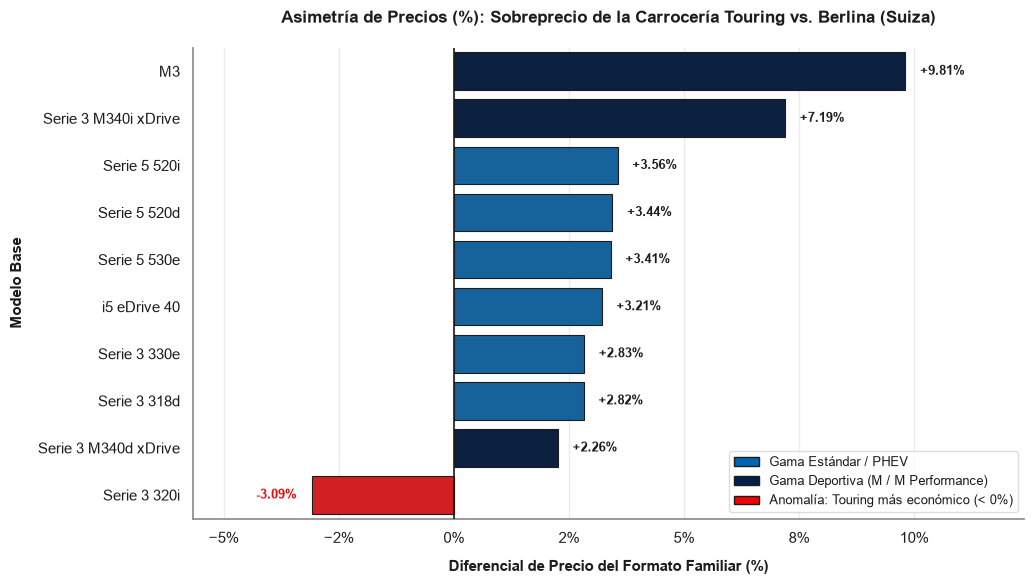 Asimetría de Precios (%): Sobreprecio de la Carrocería Touring vs. Berlina (Suiza)
Modelo Base
M3
+9.81%
Serie 3 M340i xDrive
+7.19%
Serie 5 520i
+3.56%
Serie 5 520d
+3.44%
Serie 5 530e
+3.41%
i5 eDrive 40
+3.21%
Serie 3 330e
+2.83%
Serie 3 318d
+2.82%
Serie 3 M340d xDrive
+2.26%
Serie 3 320i
-3.09%
Gama Estándar / PHEV
Gama Deportiva (M / M Performance)
Anomalía: Touring más económico (< 0%)
−5% −2% 0% 2% 5% 8% 10%
Diferencial de Precio del Formato Familiar (%)